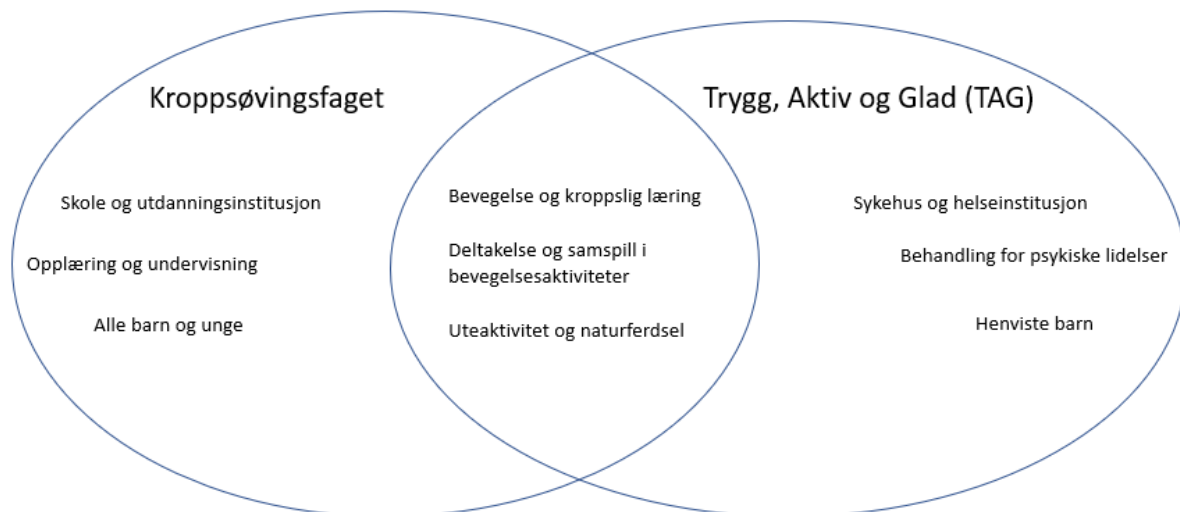 Kroppsøvingsfaget
Skole og utdanningsinstitusjon
Opplæring og undervisning
Alle barn og unge
Bevegelse og kroppslig læring
Deltakelse og samspill i
bevegelsesaktiviteter
Uteaktivitet og naturferdsel
Trygg, Aktiv og Glad (TAG)
Sykehus og helseinstitusjon
Behandling for psykiske lidelser
Henviste barn